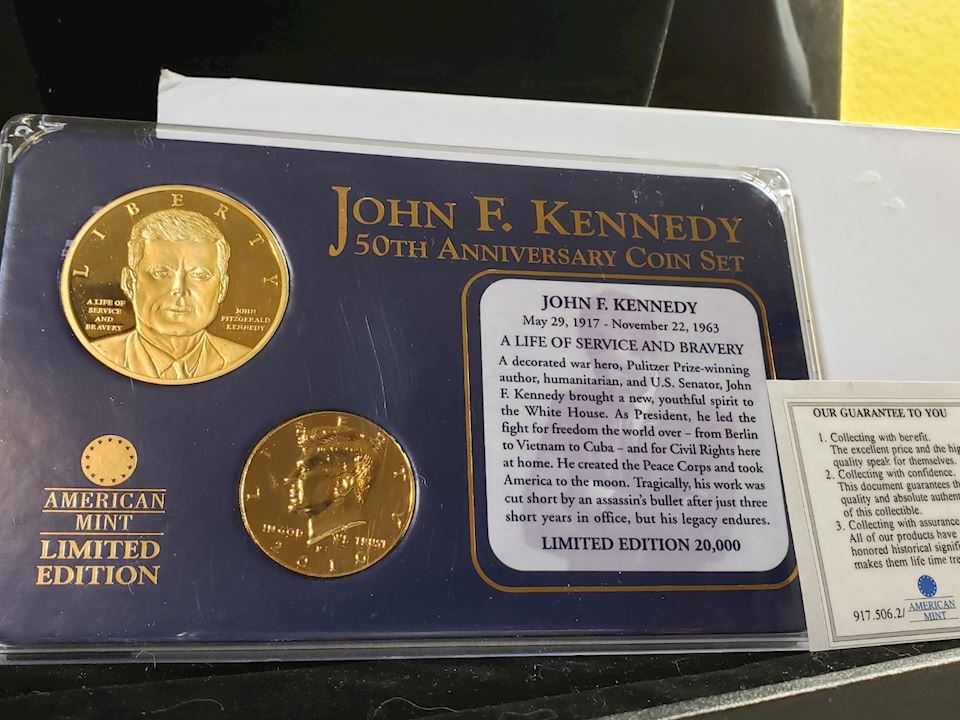 LIBERTY
A LIFE OF
SERVICE
AND
BRAVERY
JOHN
FITZGERALD
KENNEDY
JOHN F. KENNEDY
50TH ANNIVERSARY COIN SET
JOHN F. KENNEDY
May 29, 1917 - November 22, 1963
A LIFE OF SERVICE AND BRAVERY
A decorated war hero, Pulitzer Prize-winning
author, humanitarian, and U.S. Senator, John
F. Kennedy brought a new, youthful spirit to
the White House. As President, he led the
fight for freedom the world over – from Berlin
to Vietnam to Cuba – and for Civil Rights here
at home. He created the Peace Corps and took
America to the moon. Tragically, his work was
cut short by an assassin's bullet after just three
short years in office, but his legacy endures.
LIMITED EDITION 20,000
AMERICAN
MINT
LIMITED
EDITION
IN GOD WE TRUST
OUR GUARANTEE TO YOU
1. Collecting with benefit.
The excellent price and the
quality speak for themselves.
2. Collecting with confidence.
This document guarantees
quality and absolute
of this collectible.
3. Collecting with assurance
All of our products have
honored historical
makes them life time
917.506.2/
AMERICAN
MINT